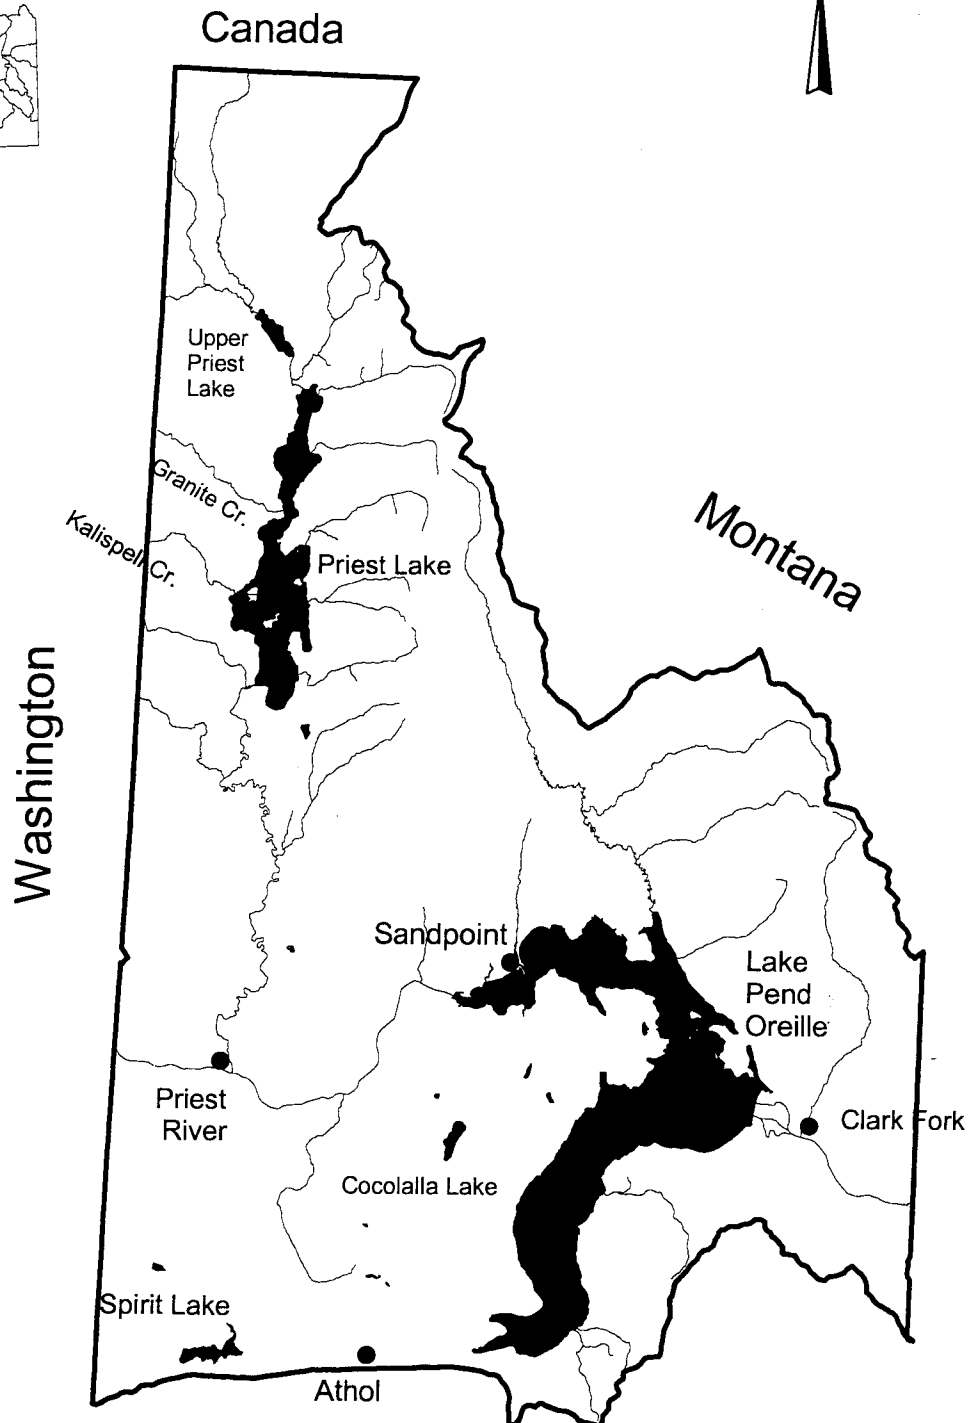 Canada
Upper
Priest
Lake
Granite Cr.
Kalispell Cr.
Priest Lake
Montana
Washington
Sandpoint
Lake
Pend
Oreille
Priest
River
Clark Fork
Cocolalla Lake
Spirit Lake
Athol